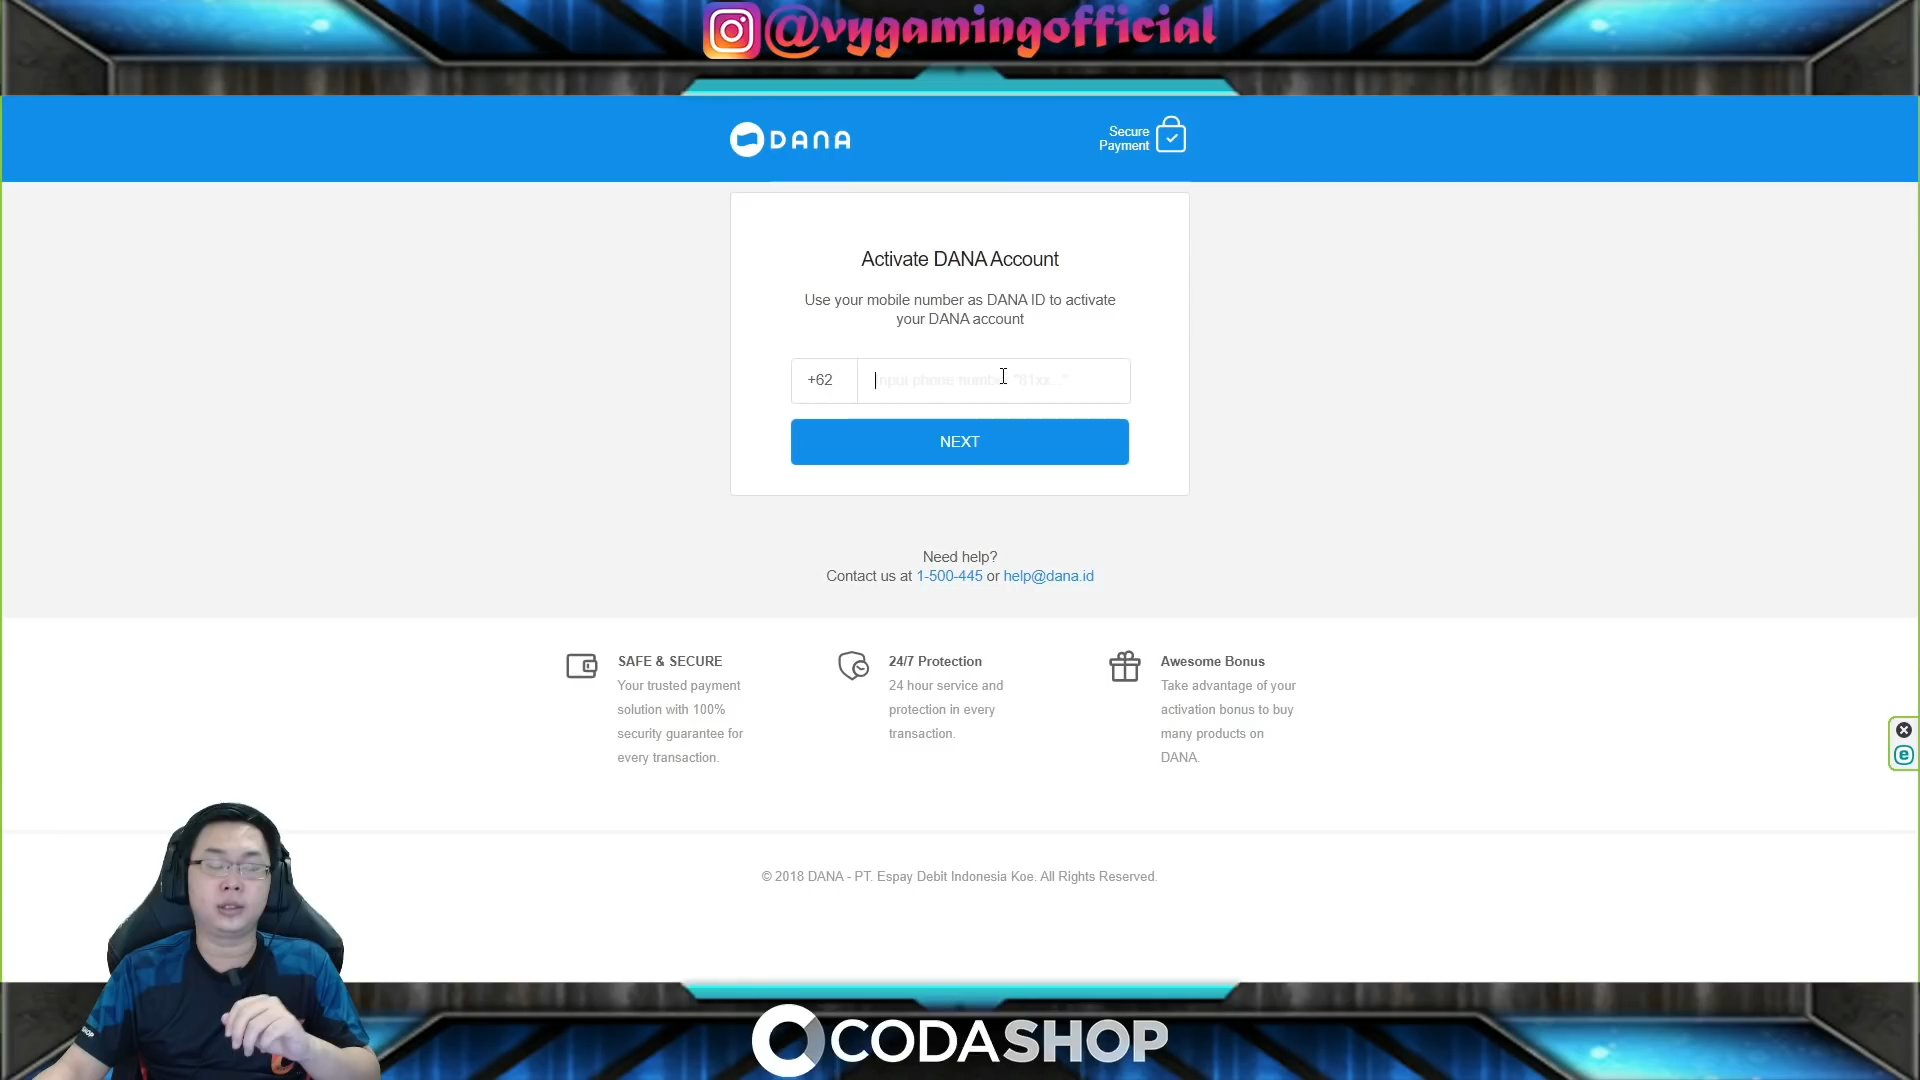 @vygamingofficial
DANA
Secure
Payment
Activate DANA Account
Use your mobile number as DANA ID to activate
your DANA account
+62
Input phone number "81xx..."
NEXT
Need help?
Contact us at 1-500-445 or help@dana.id
SAFE & SECURE
Your trusted payment
solution with 100%
security guarantee for
every transaction.
24/7 Protection
24 hour service and
protection in every
transaction.
Awesome Bonus
Take advantage of your
activation bonus to buy
many products on
DANA.
© 2018 DANA - PT. Espay Debit Indonesia Koe. All Rights Reserved.
CODASHOP